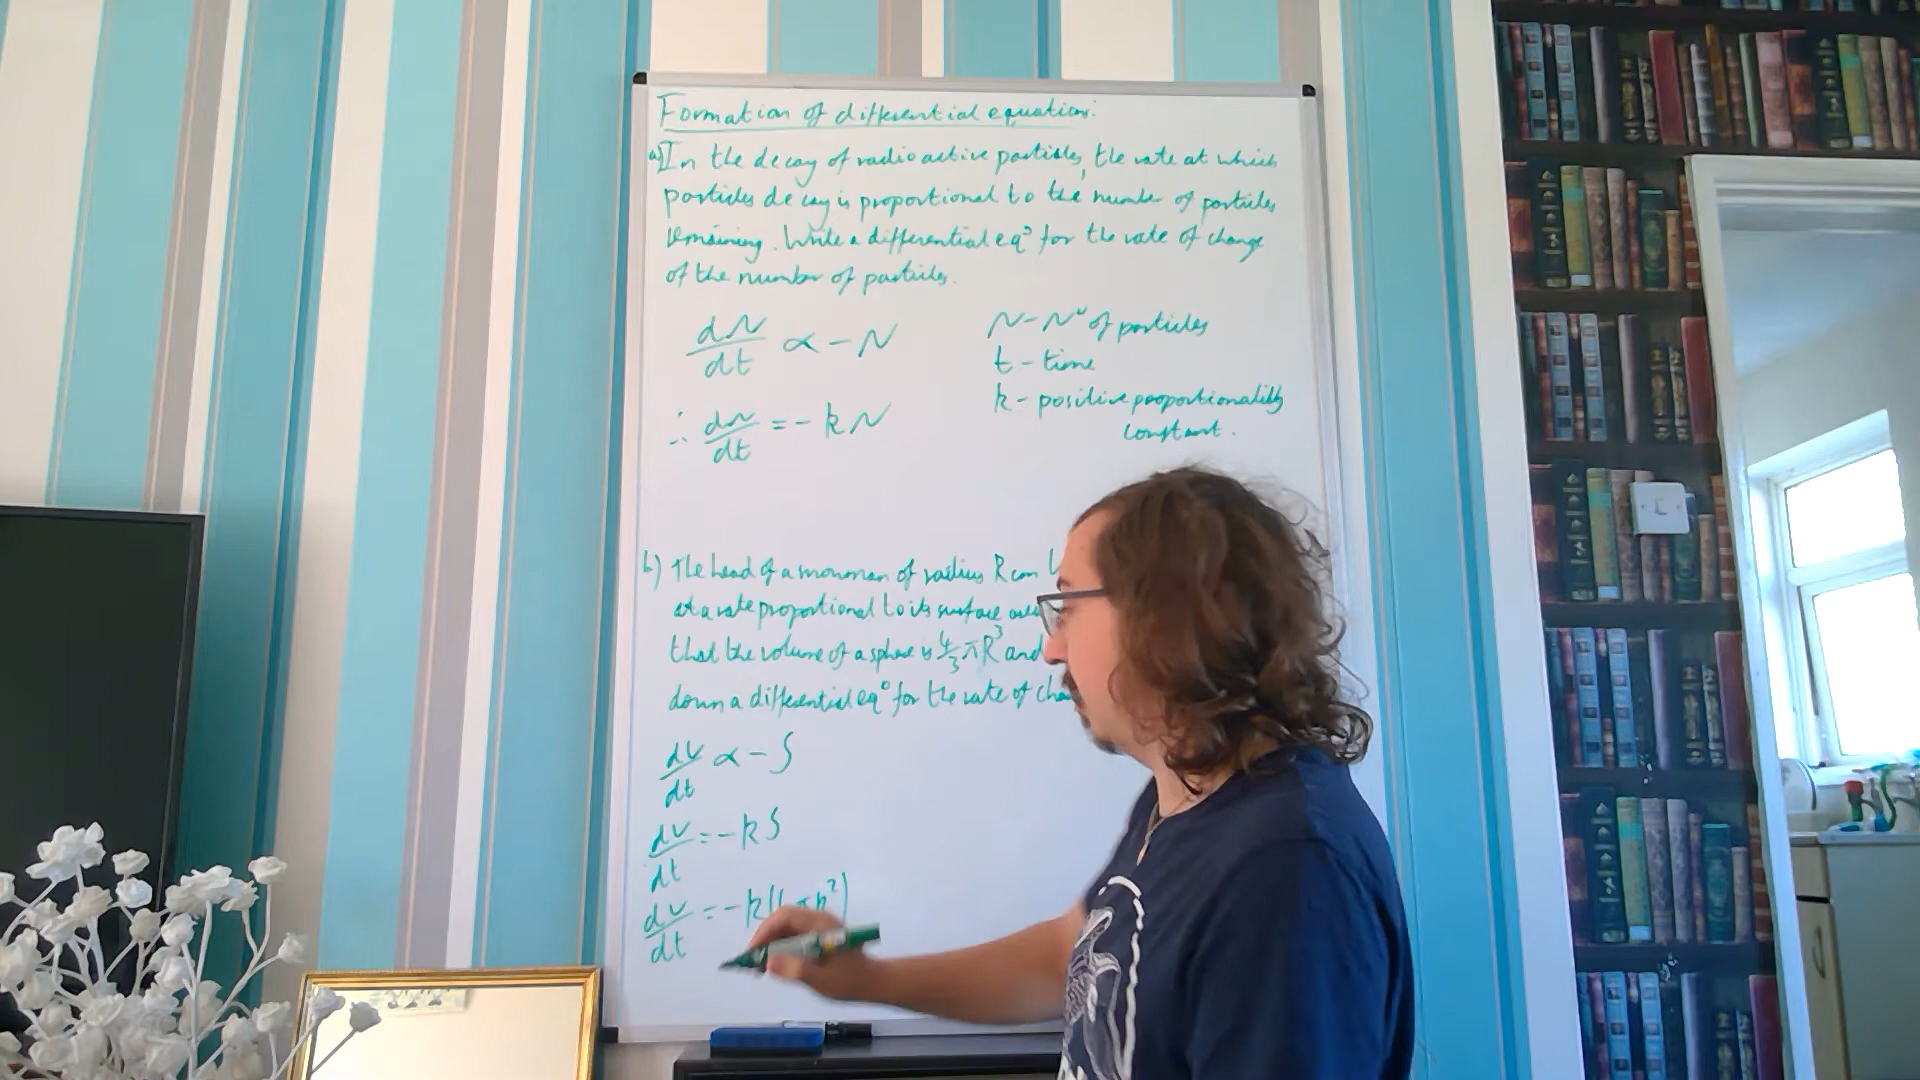 Formation of differential equations:
a) In the decay of radioactive particles, the rate at which
particles decay is proportional to the number of particles
remaining. Write a differential eqⁿ for the rate of change
of the number of particles.
dN/dt ∝ -N
N - Nº of particles
t - time
∴ dN/dt = -kN
k - positive proportionality
constant.
b) The head of a snowman of radius R cm
at a rate proportional to its surface
that the volume of a sphere is 4/3 πR³ and
down a differential eqⁿ for the rate of
dV/dt ∝ -S
dV/dt = -kS
dV/dt = -k(4πR²)